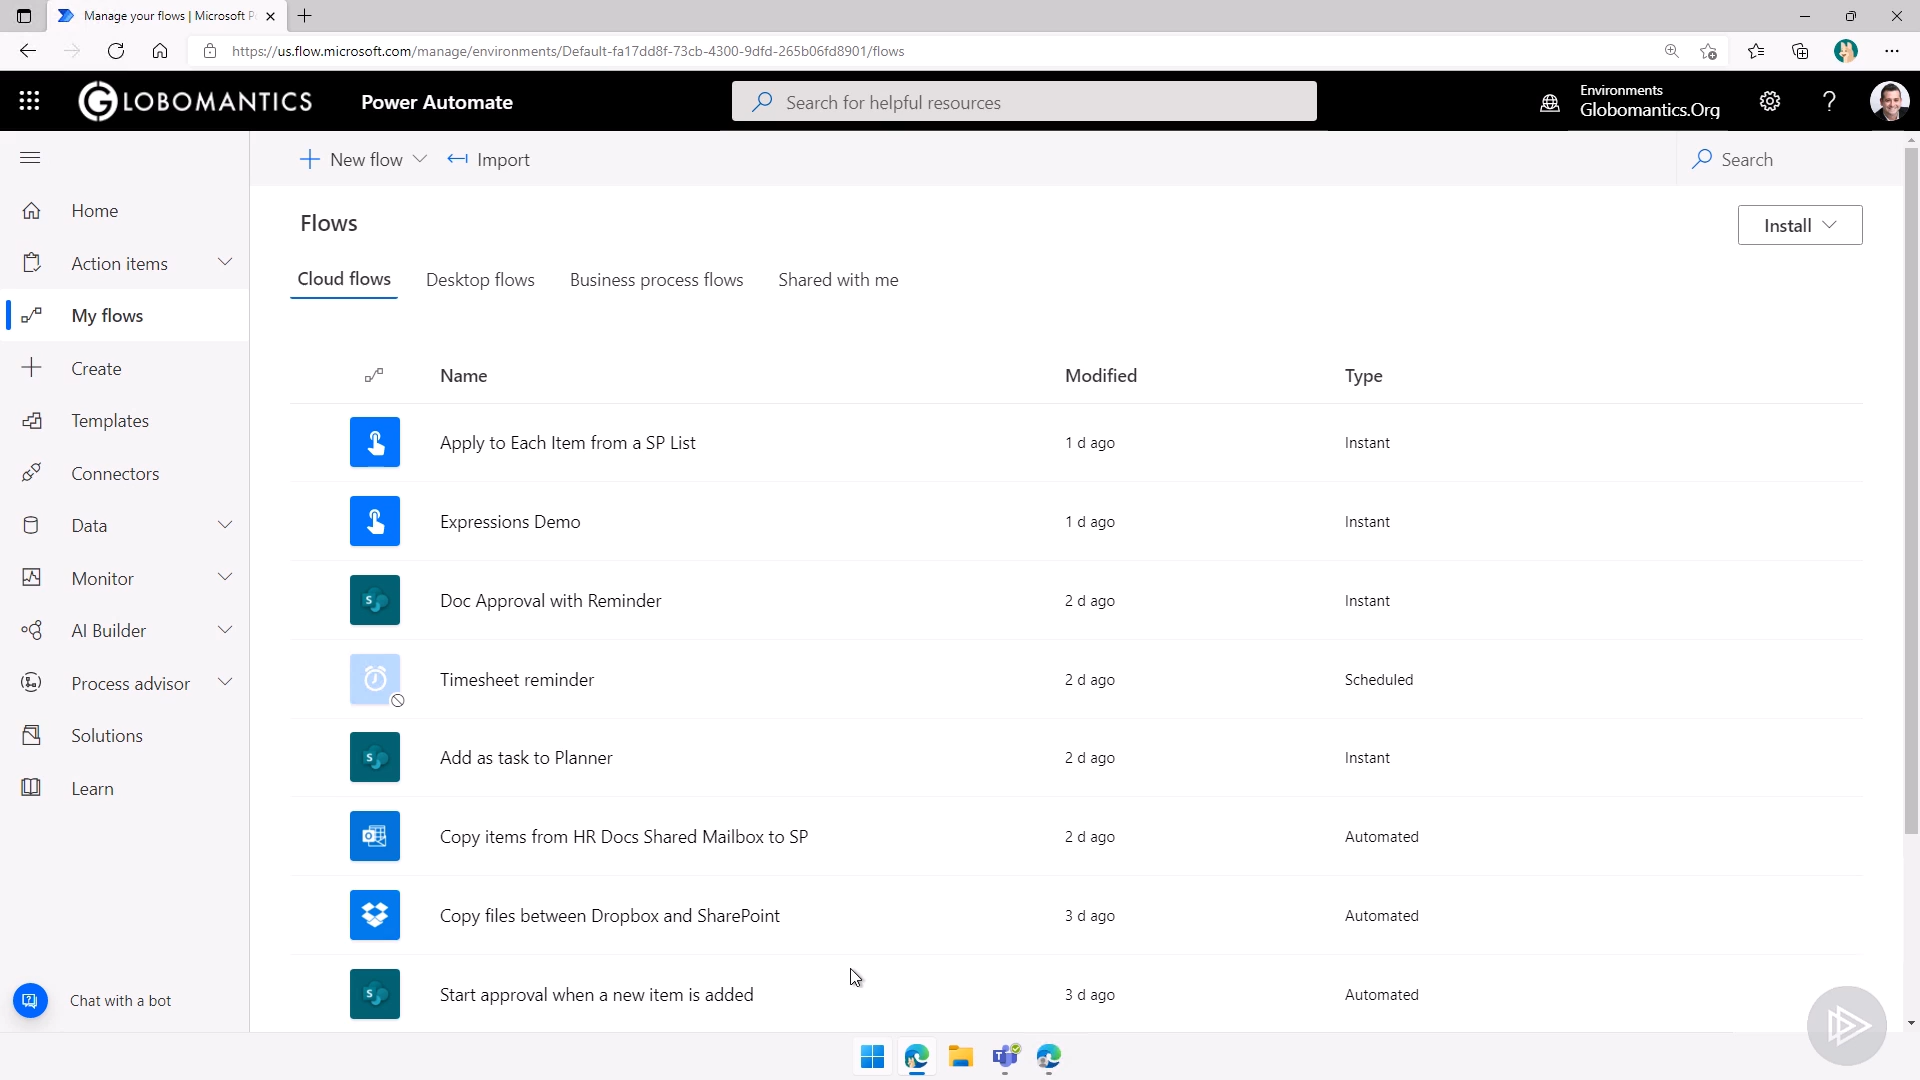 Manage your flows | Microsoft P
https://us.flow.microsoft.com/manage/environments/Default-fa17dd8f-73cb-4300-9dfd-265b06fd8901/flows
GLOBOMANTICS
Power Automate
Search for helpful resources
Environments
Globomantics.Org
?
New flow
Import
Search
Home
Action items
My flows
Create
Templates
Connectors
Data
Monitor
AI Builder
Process advisor
Solutions
Learn
Chat with a bot
Flows
Install
Cloud flows
Desktop flows
Business process flows
Shared with me
Name Modified Type
Apply to Each Item from a SP List 1 d ago Instant
Expressions Demo 1 d ago Instant
Doc Approval with Reminder 2 d ago Instant
Timesheet reminder 2 d ago Scheduled
Add as task to Planner 2 d ago Instant
Copy items from HR Docs Shared Mailbox to SP 2 d ago Automated
Copy files between Dropbox and SharePoint 3 d ago Automated
Start approval when a new item is added 3 d ago Automated